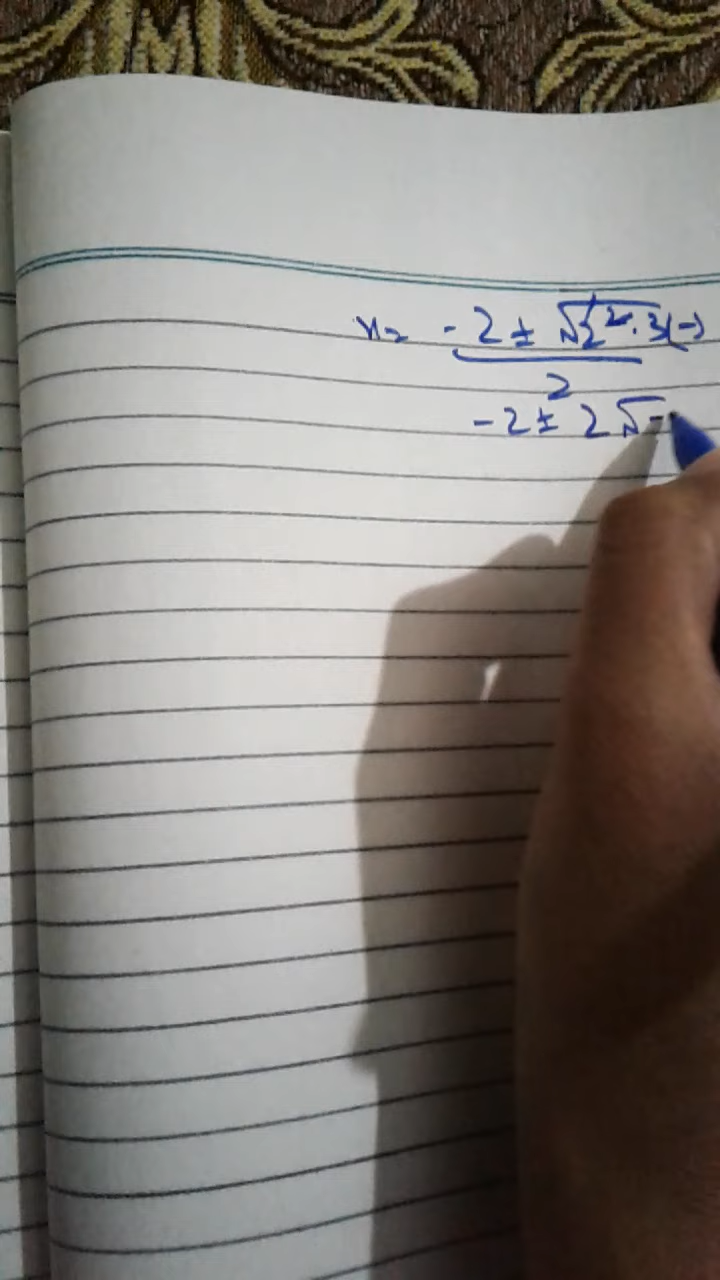 x = -2 ± √2² · 3(-)
2
-2 ± 2√-